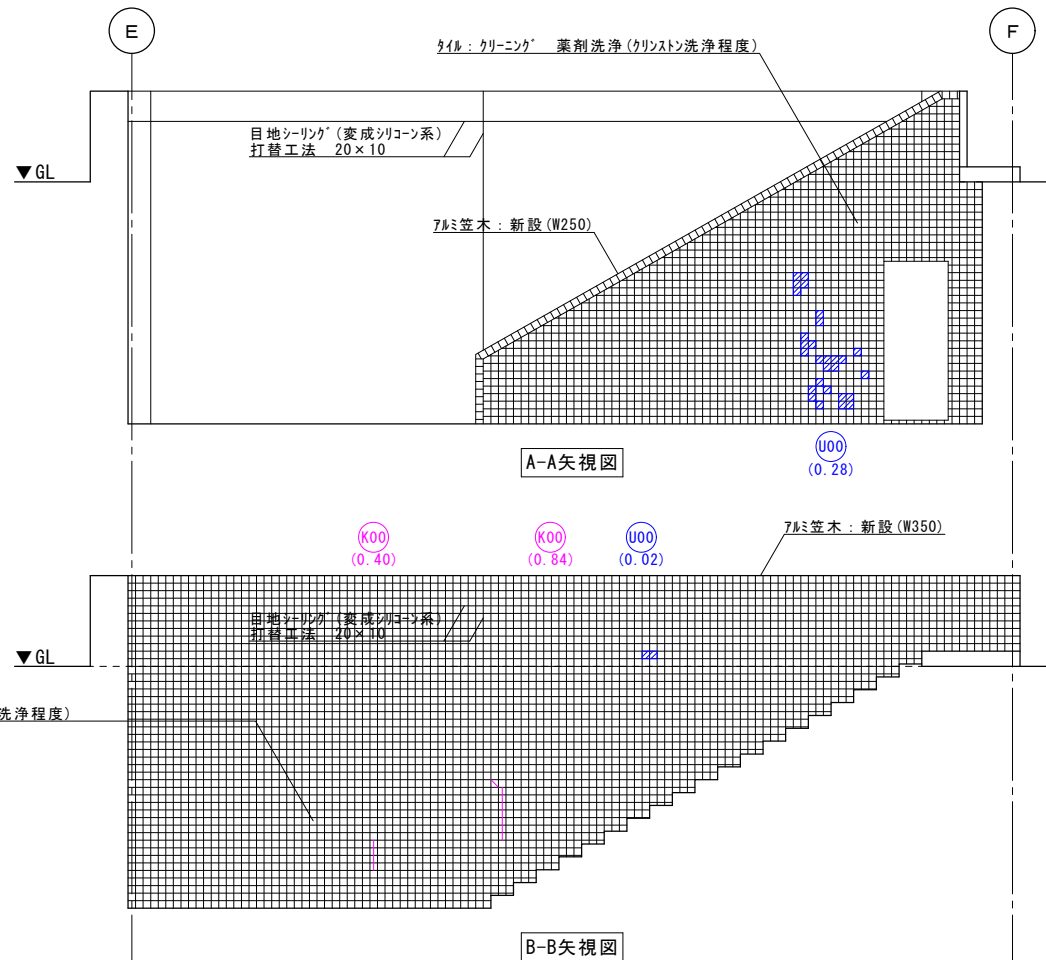 E
F
ﾀｲﾙ：ｸﾘｰﾆﾝｸﾞ　薬剤洗浄(ｸﾘﾝｽﾄﾝ洗浄程度)
目地ｼｰﾘﾝｸﾞ(変成ｼﾘｺｰﾝ系)
打替工法　20×10
▼GL
ｱﾙﾐ笠木：新設(W250)
A-A矢視図
U00
(0.28)
K00
(0.40)
K00
(0.84)
U00
(0.02)
ｱﾙﾐ笠木：新設(W350)
目地ｼｰﾘﾝｸﾞ(変成ｼﾘｺｰﾝ系)
打替工法　20×10
▼GL
洗浄程度)
B-B矢視図